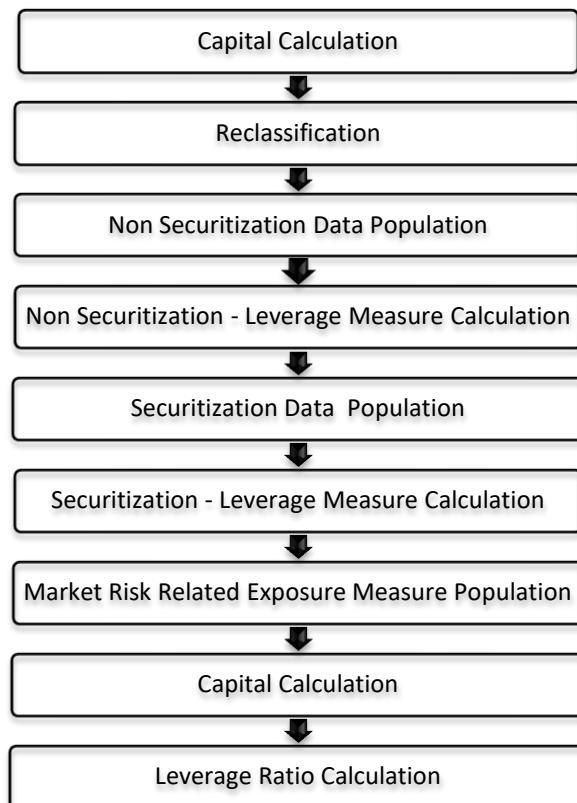 Capital Calculation
Reclassification
Non Securitization Data Population
Non Securitization - Leverage Measure Calculation
Securitization Data Population
Securitization - Leverage Measure Calculation
Market Risk Related Exposure Measure Population
Capital Calculation
Leverage Ratio Calculation